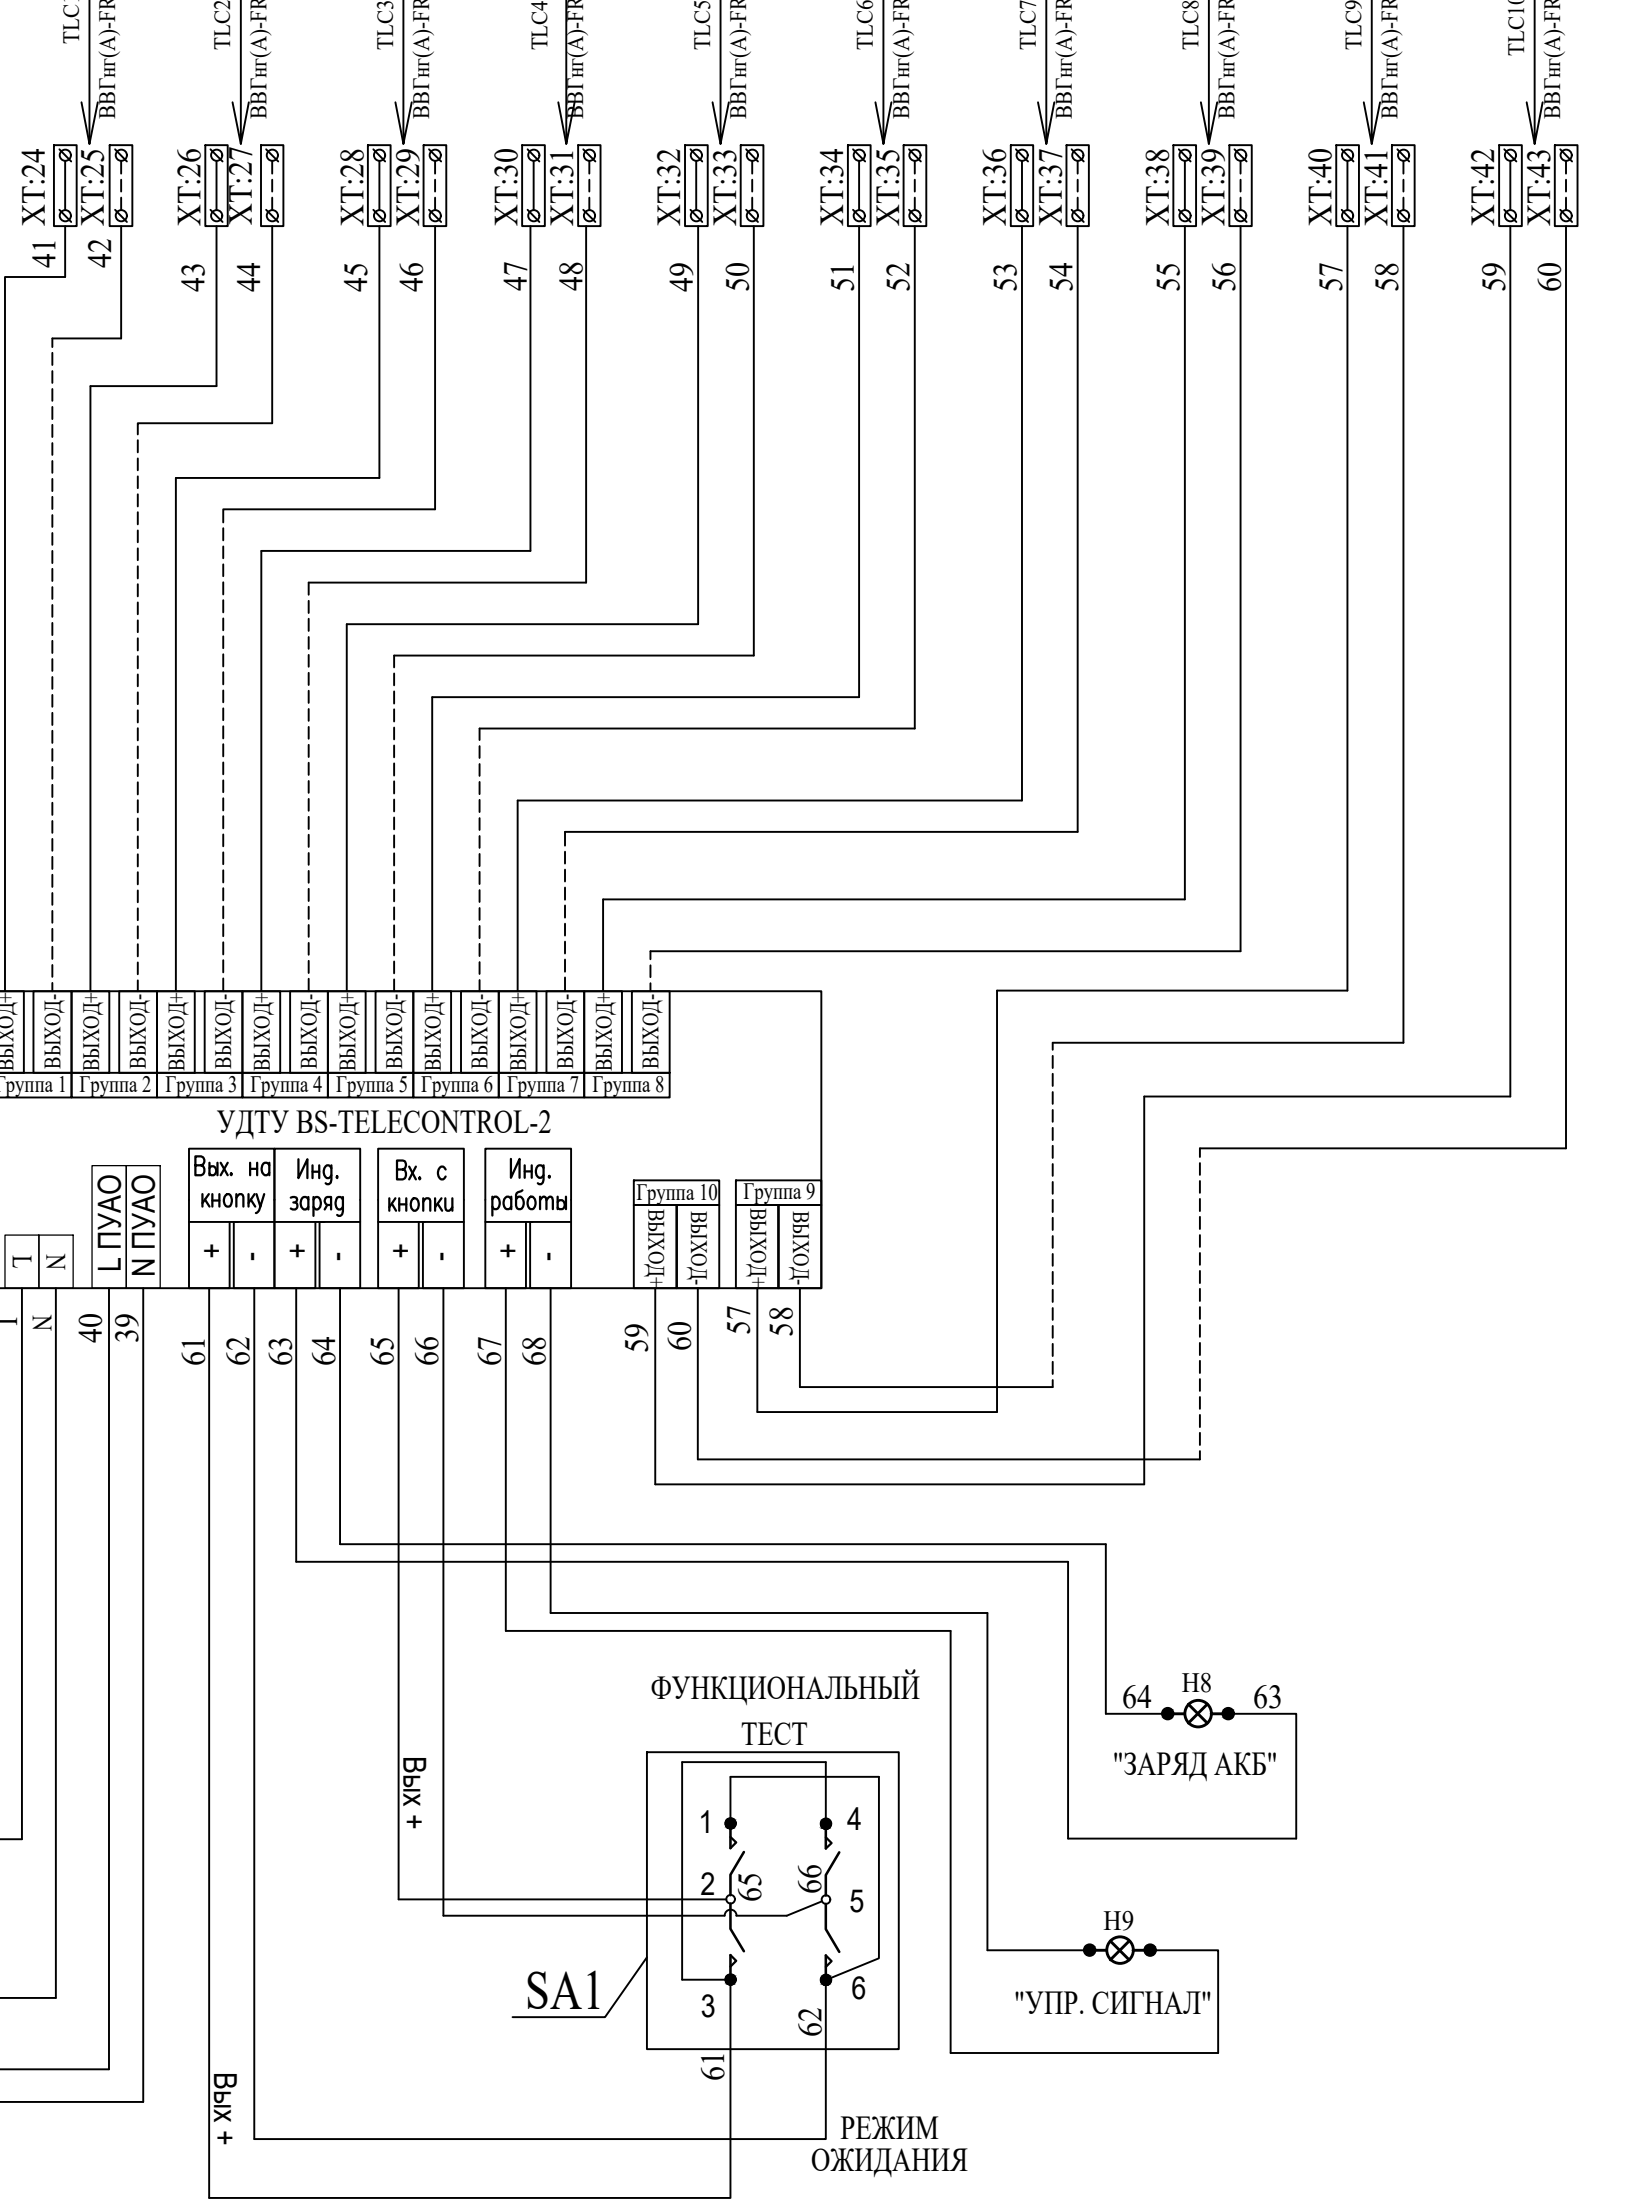 TLC1
TLC2
TLC3
TLC4
TLC5
TLC6
TLC7
TLC8
TLC9
TLC10
ВВГнг(А)-FR
ВВГнг(А)-FR
ВВГнг(А)-FR
ВВГнг(А)-FR
ВВГнг(А)-FR
ВВГнг(А)-FR
ВВГнг(А)-FR
ВВГнг(А)-FR
ВВГнг(А)-FR
ВВГнг(А)-FR
XT:24
XT:25
XT:26
XT:27
XT:28
XT:29
XT:30
XT:31
XT:32
XT:33
XT:34
XT:35
XT:36
XT:37
XT:38
XT:39
XT:40
XT:41
XT:42
XT:43
41
42
43
44
45
46
47
48
49
50
51
52
53
54
55
56
57
58
59
60
ВЫХОД+
ВЫХОД-
ВЫХОД+
ВЫХОД-
ВЫХОД+
ВЫХОД-
ВЫХОД+
ВЫХОД-
ВЫХОД+
ВЫХОД-
ВЫХОД+
ВЫХОД-
ВЫХОД+
ВЫХОД-
ВЫХОД+
ВЫХОД-
Группа 1
Группа 2
Группа 3
Группа 4
Группа 5
Группа 6
Группа 7
Группа 8
УДТУ BS-TELECONTROL-2
L
N
L ПУАО
N ПУАО
Вых. на
кнопку
Инд.
заряд
Вх. с
кнопки
Инд.
работы
+
-
+
-
+
-
+
-
Группа 10
Группа 9
ВЫХОД+
ВЫХОД-
ВЫХОД+
ВЫХОД-
L
N
40
39
61
62
63
64
65
66
67
68
59
60
57
58
ФУНКЦИОНАЛЬНЫЙ
ТЕСТ
64
H8
63
"ЗАРЯД АКБ"
Вых +
1
4
2
65
66
5
3
6
SA1
62
61
H9
"УПР. СИГНАЛ"
Вых +
РЕЖИМ
ОЖИДАНИЯ